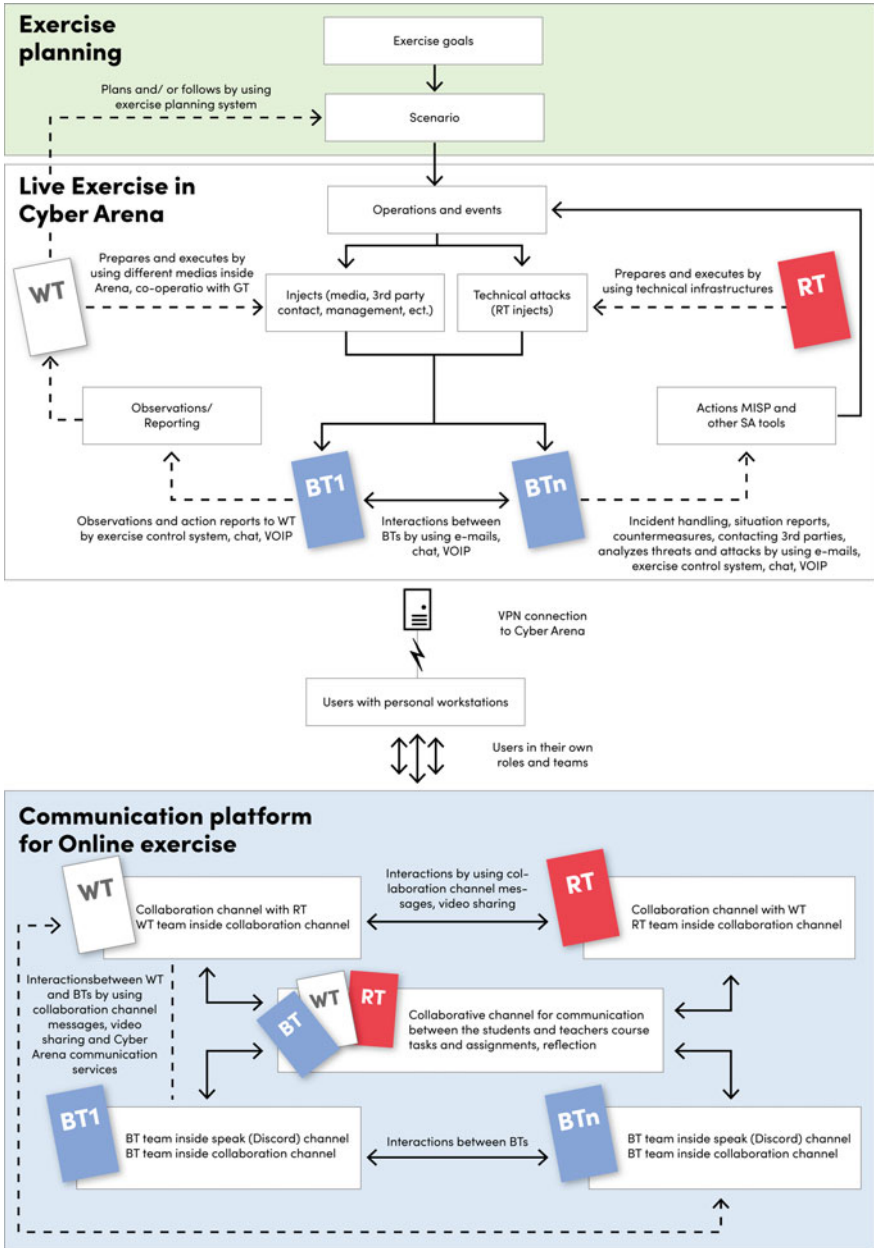 Exercise
planning
Exercise goals
Plans and/ or follows by using
exercise planning system
Scenario
Live Exercise in
Cyber Arena
Operations and events
WT
Prepares and executes by
using different medias inside
Arena, co-operatio with GT
Injects (media, 3rd party
contact, management, ect.)
Technical attacks
(RT injects)
Prepares and executes by
using technical infrastructures
RT
Observations/
Reporting
Actions MISP and
other SA tools
BT1
BTn
Observations and action reports to WT
by exercise control system, chat, VOIP
Interactions between
BTs by using e-mails,
chat, VOIP
Incident handling, situation reports,
countermeasures, contacting 3rd parties,
analyzes threats and attacks by using e-mails,
exercise control system, chat, VOIP
VPN connection
to Cyber Arena
Users with personal workstations
Users in their own
roles and teams
Communication platform
for Online exercise
WT
Collaboration channel with RT
WT team inside collaboration channel
Interactions by using col-
laboration channel mes-
sages, video sharing
RT
Collaboration channel with WT
RT team inside collaboration channel
Interactionsbetween WT
and BTs by using
collaboration channel
messages, video
sharing and Cyber
Arena communication
services
BT
WT
RT
Collaborative channel for communication
between the students and teachers course
tasks and assignments, reflection
BT1
BT team inside speak (Discord) channel
BT team inside collaboration channel
Interactions between BTs
BTn
BT team inside speak (Discord) channel
BT team inside collaboration channel